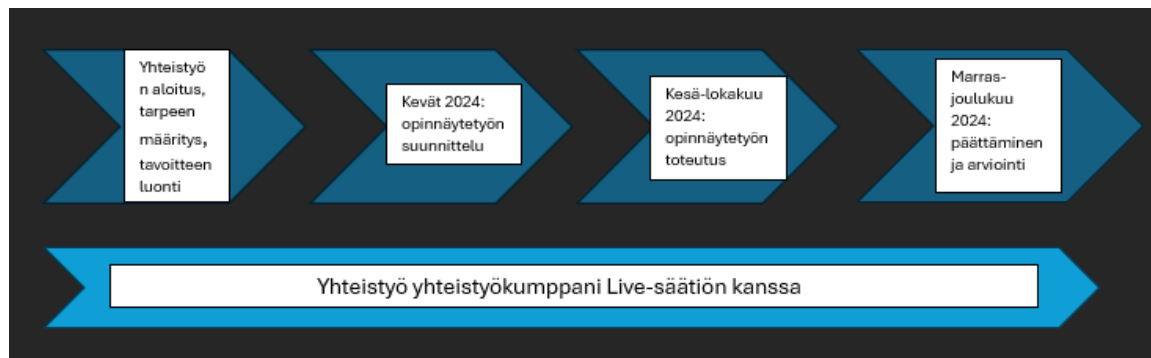 Yhteistyö
n aloitus,
tarpeen
määritys,
tavoitteen
luonti
Kevät 2024:
opinnäytetyön
suunnittelu
Kesä-lokakuu
2024:
opinnäytetyön
toteutus
Marras-
joulukuu
2024:
päättäminen
ja arviointi
Yhteistyö yhteistyökumppani Live-säätiön kanssa